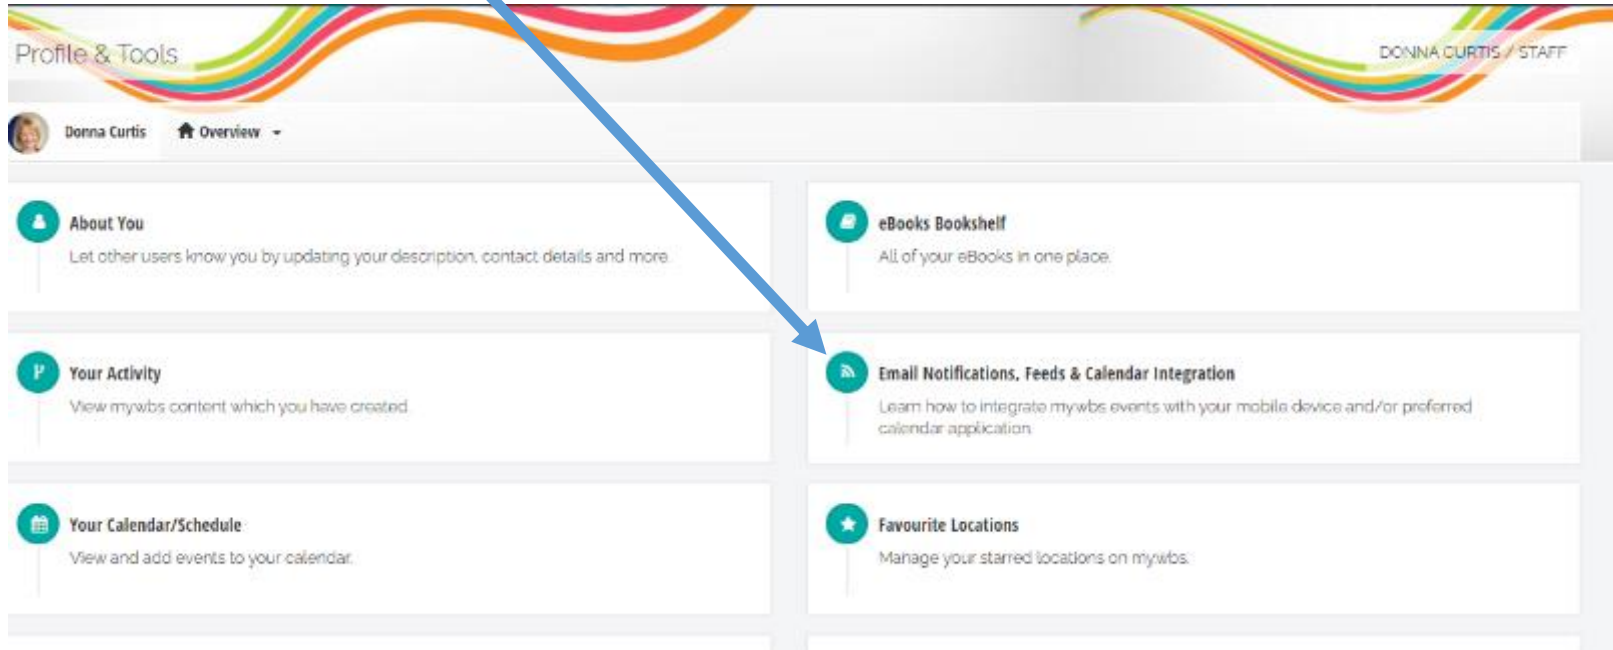 Profile & Tools
DONNA CURTIS / STAFF
Donna Curtis
Overview
About You
Let other users know you by updating your description, contact details and more.
eBooks Bookshelf
All of your eBooks in one place.
Your Activity
View mywbs content which you have created.
Email Notifications, Feeds & Calendar Integration
Learn how to integrate mywbs events with your mobile device and/or preferred
calendar application.
Your Calendar/Schedule
View and add events to your calendar.
Favourite Locations
Manage your starred locations on mywbs.